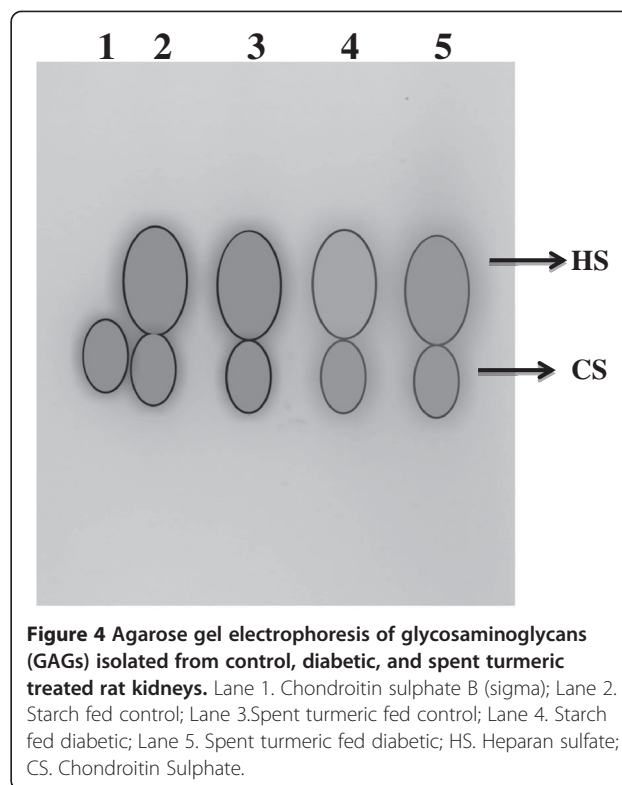 1 2 3 4 5
HS
CS
Figure 4 Agarose gel electrophoresis of glycosaminoglycans
(GAGs) isolated from control, diabetic, and spent turmeric
treated rat kidneys. Lane 1. Chondroitin sulphate B (sigma); Lane 2.
Starch fed control; Lane 3.Spent turmeric fed control; Lane 4. Starch
fed diabetic; Lane 5. Spent turmeric fed diabetic; HS. Heparan sulfate;
CS. Chondroitin Sulphate.